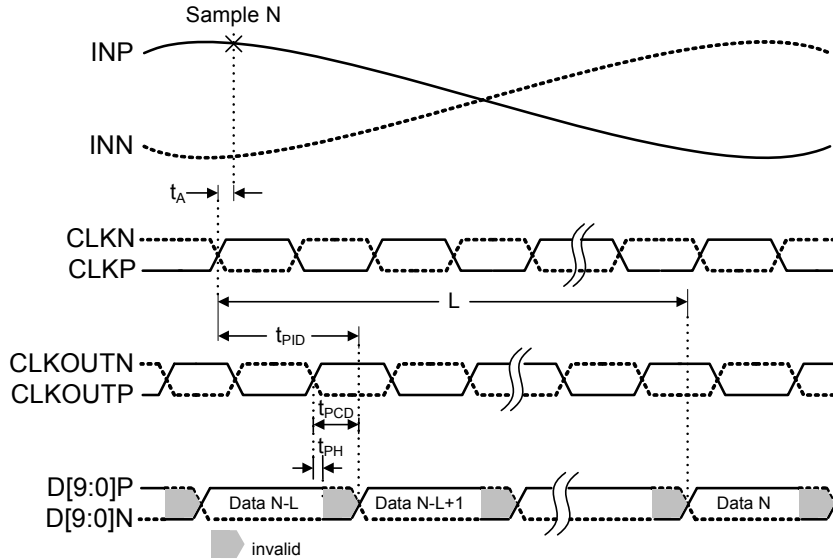 Sample N
INP
INN
tA
CLKN
CLKP
L
tPID
CLKOUTN
CLKOUTP
tPCD
tPH
D[9:0]P
Data N-L
Data N-L+1
Data N
D[9:0]N
invalid